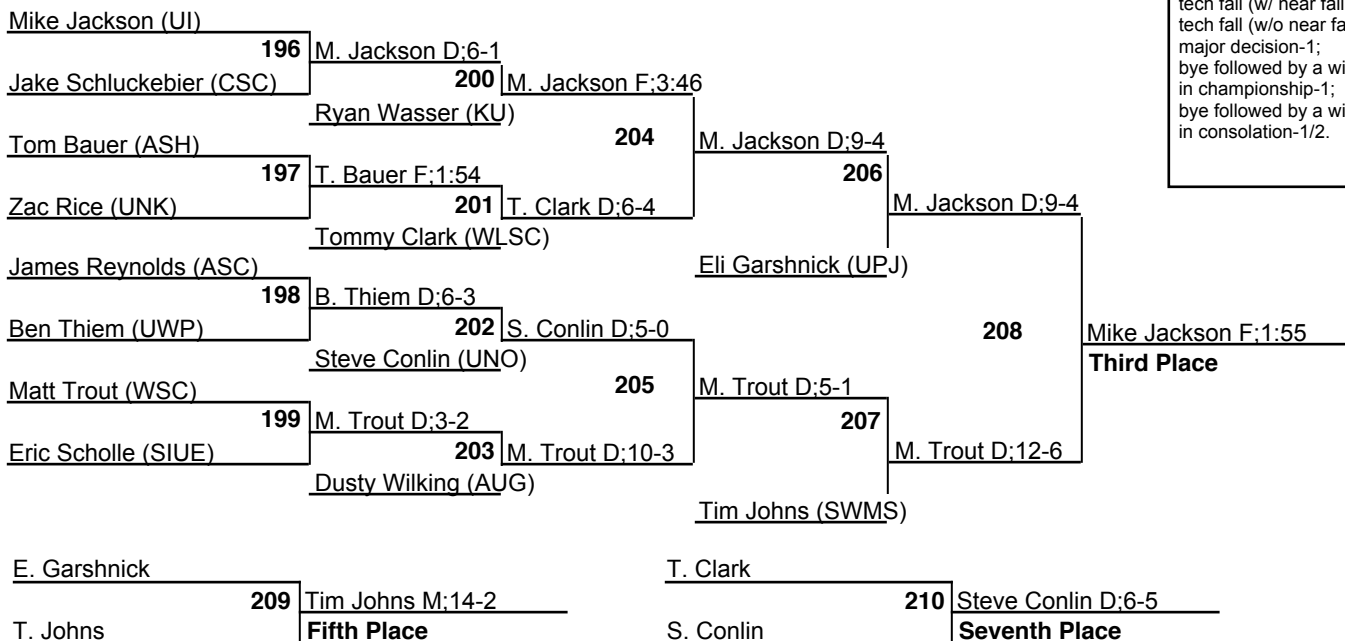 tech fall (w/ near fall
tech fall (w/o near fa
major decision-1;
bye followed by a wi
in championship-1;
bye followed by a wi
in consolation-1/2.
Mike Jackson (UI)
196 M. Jackson D;6-1
Jake Schluckebier (CSC)
200 M. Jackson F;3:46
Ryan Wasser (KU)
204 M. Jackson D;9-4
Tom Bauer (ASH)
197 T. Bauer F;1:54
Zac Rice (UNK)
201 T. Clark D;6-4
Tommy Clark (WLSC)
206 M. Jackson D;9-4
Eli Garshnick (UPJ)
James Reynolds (ASC)
198 B. Thiem D;6-3
Ben Thiem (UWP)
202 S. Conlin D;5-0
Steve Conlin (UNO)
208 Mike Jackson F;1:55
Third Place
205 M. Trout D;5-1
Matt Trout (WSC)
199 M. Trout D;3-2
Eric Scholle (SIUE)
203 M. Trout D;10-3
Dusty Wilking (AUG)
207 M. Trout D;12-6
Tim Johns (SWMS)
E. Garshnick
209 Tim Johns M;14-2
T. Johns
Fifth Place
T. Clark
210 Steve Conlin D;6-5
S. Conlin
Seventh Place